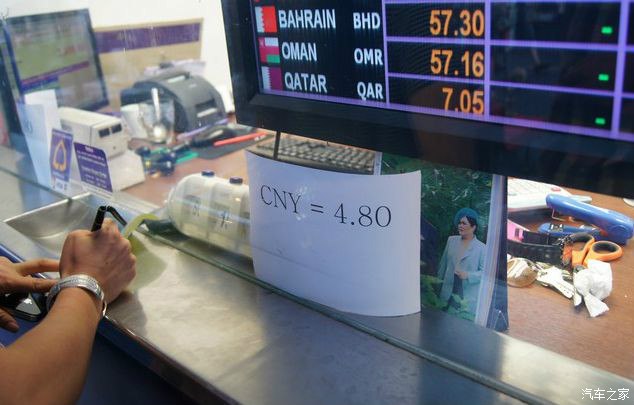 BAHRAIN BHD 57.30
OMAN OMR 57.16
QATAR QAR 7.05
CNY = 4.80
汽车之家